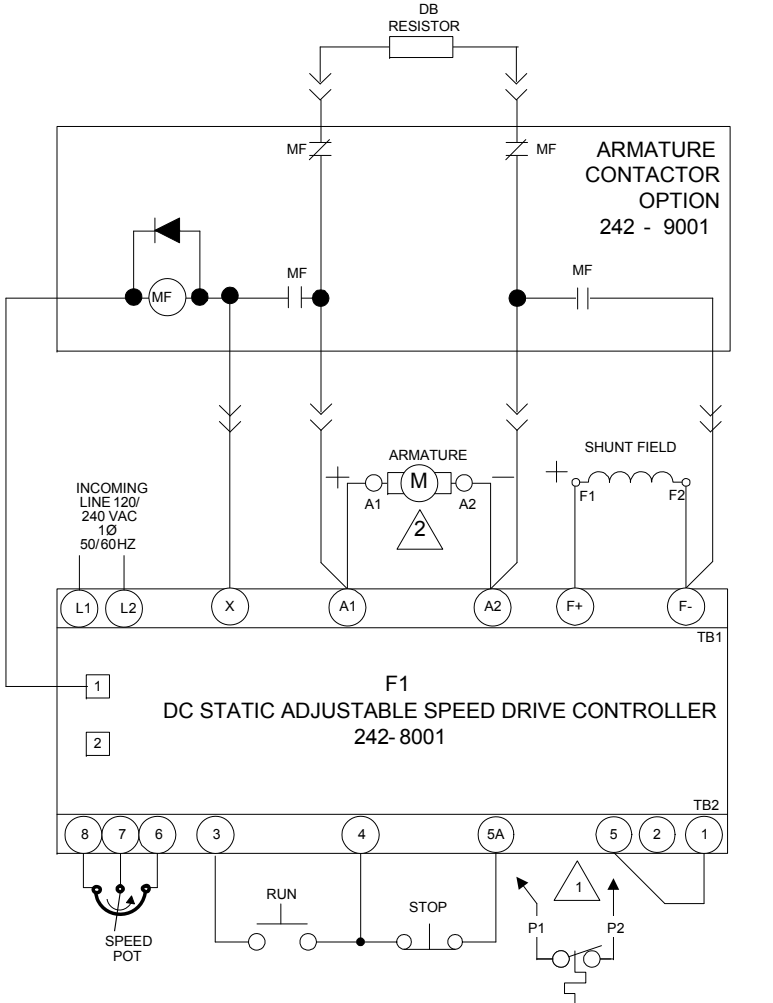 DB
RESISTOR
MF
MF
ARMATURE
CONTACTOR
OPTION
242 - 9001
MF
MF
MF
ARMATURE
SHUNT FIELD
+
M
−
+
A1
A2
F1
F2
2
INCOMING
LINE 120/
240 VAC
1Ø
50/60HZ
L1
L2
X
A1
A2
F+
F-
TB1
1
F1
DC STATIC ADJUSTABLE SPEED DRIVE CONTROLLER
242- 8001
2
TB2
8
7
6
3
4
5A
5
2
1
1
RUN
STOP
P1
P2
SPEED
POT